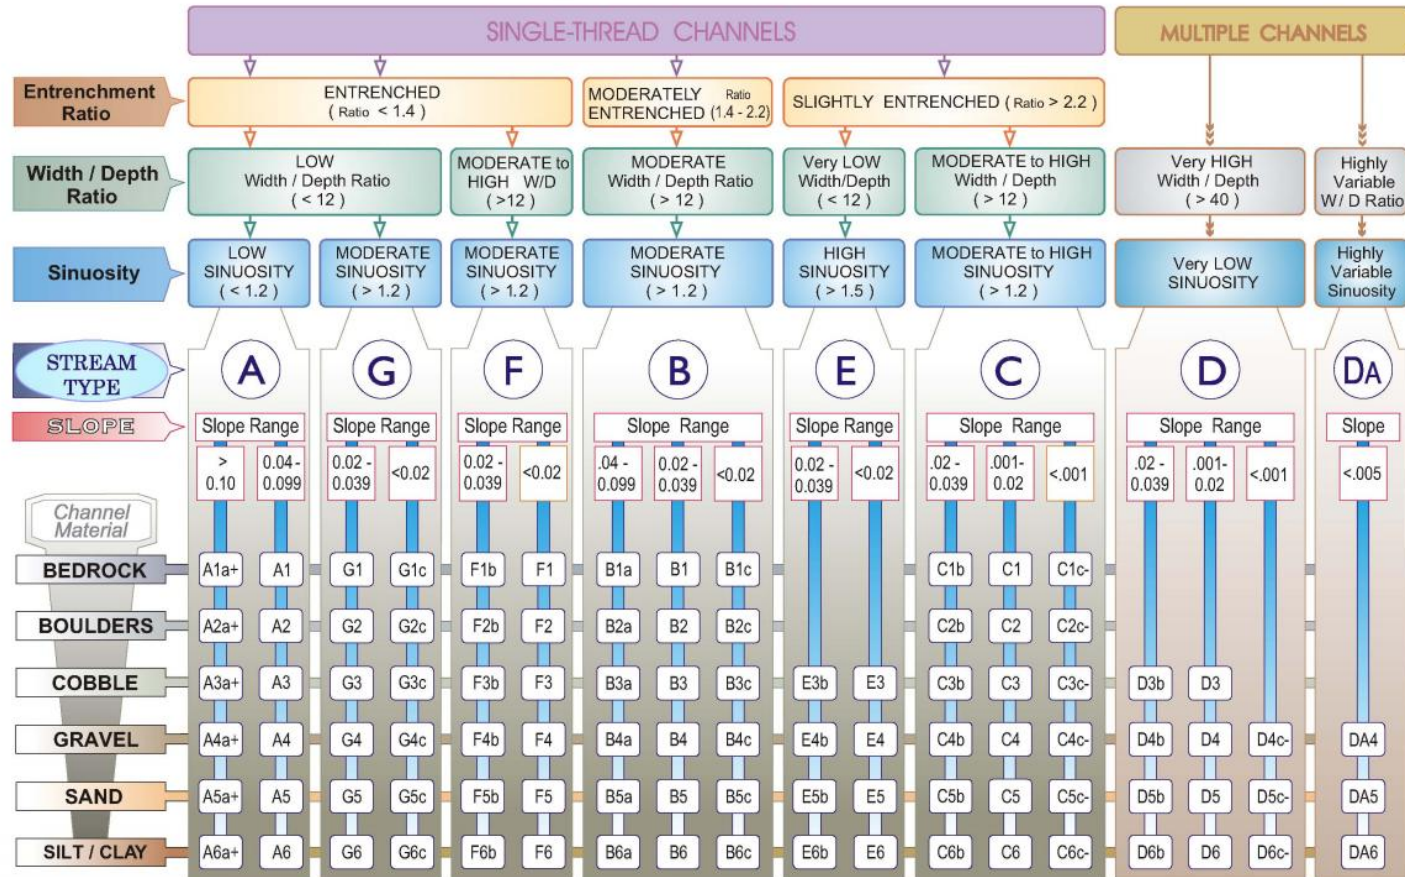 SINGLE-THREAD CHANNELS
MULTIPLE CHANNELS
Entrenchment
Ratio
ENTRENCHED
( Ratio < 1.4 )
MODERATELY Ratio
ENTRENCHED (1.4 - 2.2)
SLIGHTLY ENTRENCHED ( Ratio > 2.2 )
Width / Depth
Ratio
LOW
Width / Depth Ratio
( < 12 )
MODERATE to
HIGH W/D
( >12 )
MODERATE
Width / Depth Ratio
( > 12 )
Very LOW
Width/Depth
( < 12 )
MODERATE to HIGH
Width / Depth
( > 12 )
Very HIGH
Width / Depth
( > 40 )
Highly
Variable
W / D Ratio
Sinuosity
LOW
SINUOSITY
( < 1.2 )
MODERATE
SINUOSITY
( > 1.2 )
MODERATE
SINUOSITY
( > 1.2 )
MODERATE
SINUOSITY
( > 1.2 )
HIGH
SINUOSITY
( > 1.5 )
MODERATE to HIGH
SINUOSITY
( > 1.2 )
Very LOW
SINUOSITY
Highly
Variable
Sinuosity
STREAM
TYPE
A G F B E C D DA
SLOPE
Slope Range Slope Range Slope Range Slope Range Slope Range Slope Range Slope Range Slope
>
0.10
0.04 -
0.099
0.02 -
0.039
<0.02
0.02 -
0.039
<0.02
.04 -
0.099
0.02 -
0.039
<0.02
0.02 -
0.039
<0.02
.02 -
0.039
.001-
0.02
<.001
.02 -
0.039
.001-
0.02
<.001
<.005
Channel
Material
BEDROCK A1a+ A1 G1 G1c F1b F1 B1a B1 B1c C1b C1 C1c-
BOULDERS A2a+ A2 G2 G2c F2b F2 B2a B2 B2c C2b C2 C2c-
COBBLE A3a+ A3 G3 G3c F3b F3 B3a B3 B3c E3b E3 C3b C3 C3c- D3b D3
GRAVEL A4a+ A4 G4 G4c F4b F4 B4a B4 B4c E4b E4 C4b C4 C4c- D4b D4 D4c- DA4
SAND A5a+ A5 G5 G5c F5b F5 B5a B5 B5c E5b E5 C5b C5 C5c- D5b D5 D5c- DA5
SILT / CLAY A6a+ A6 G6 G6c F6b F6 B6a B6 B6c E6b E6 C6b C6 C6c- D6b D6 D6c- DA6